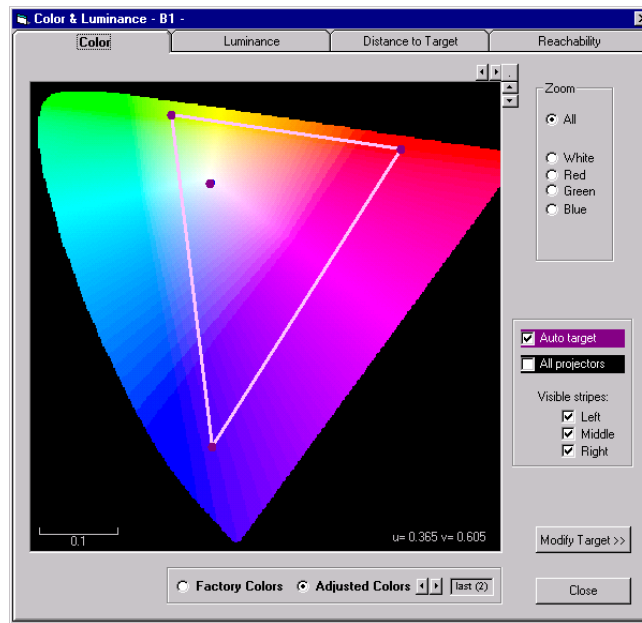 Color & Luminance - B1 -
Color Luminance Distance to Target Reachability
Zoom
All
White
Red
Green
Blue
Auto target
All projectors
Visible stripes:
Left
Middle
Right
0.1
u= 0.365 v= 0.605
Modify Target >>
Factory Colors Adjusted Colors last (2)
Close